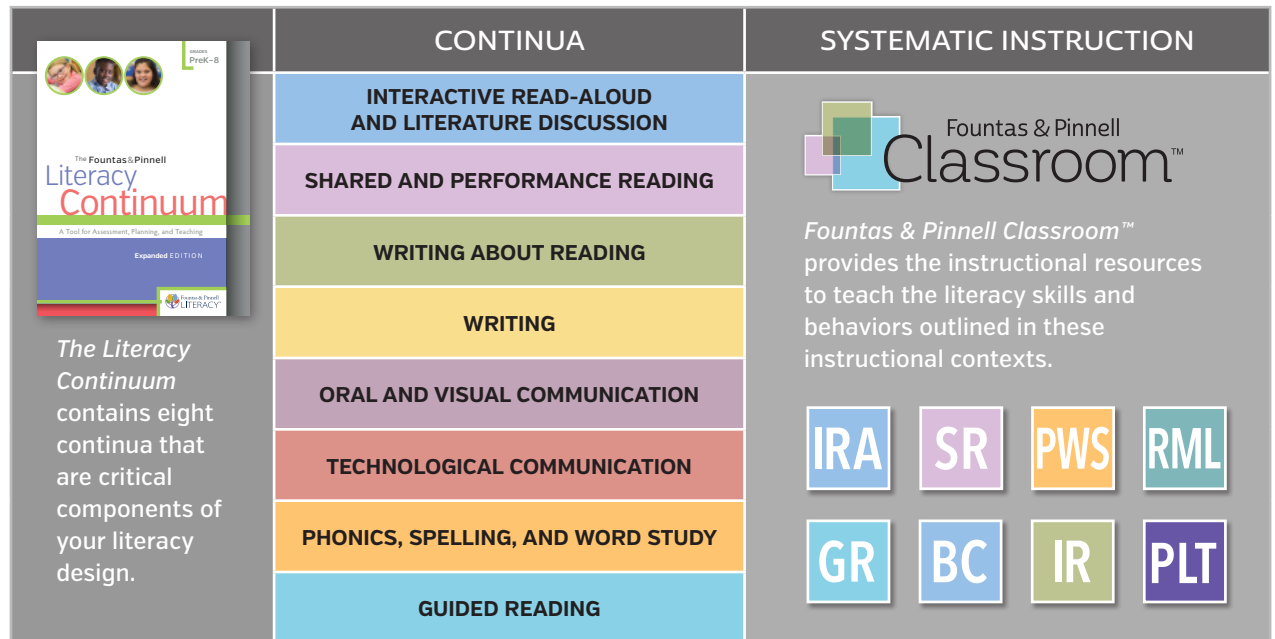 GRADES
PreK–8
The Fountas & Pinnell
Literacy
Continuum
A Tool for Assessment, Planning, and Teaching
Expanded EDITION
Fountas & Pinnell
LITERACY™
The Literacy
Continuum
contains eight
continua that
are critical
components of
your literacy
design.
CONTINUA
INTERACTIVE READ-ALOUD
AND LITERATURE DISCUSSION
SHARED AND PERFORMANCE READING
WRITING ABOUT READING
WRITING
ORAL AND VISUAL COMMUNICATION
TECHNOLOGICAL COMMUNICATION
PHONICS, SPELLING, AND WORD STUDY
GUIDED READING
SYSTEMATIC INSTRUCTION
Fountas & Pinnell
Classroom™
Fountas & Pinnell Classroom™
provides the instructional resources
to teach the literacy skills and
behaviors outlined in these
instructional contexts.
IRA SR PWS RML
GR BC IR PLT